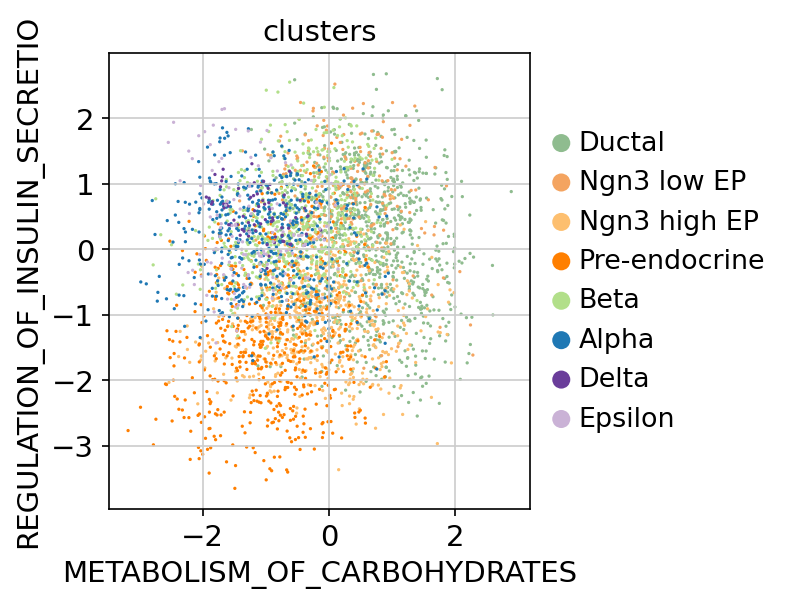 clusters
REGULATION_OF_INSULIN_SECRETIO
2
1
0
−1
−2
−3
−2
0
2
METABOLISM_OF_CARBOHYDRATES
Ductal
Ngn3 low EP
Ngn3 high EP
Pre-endocrine
Beta
Alpha
Delta
Epsilon